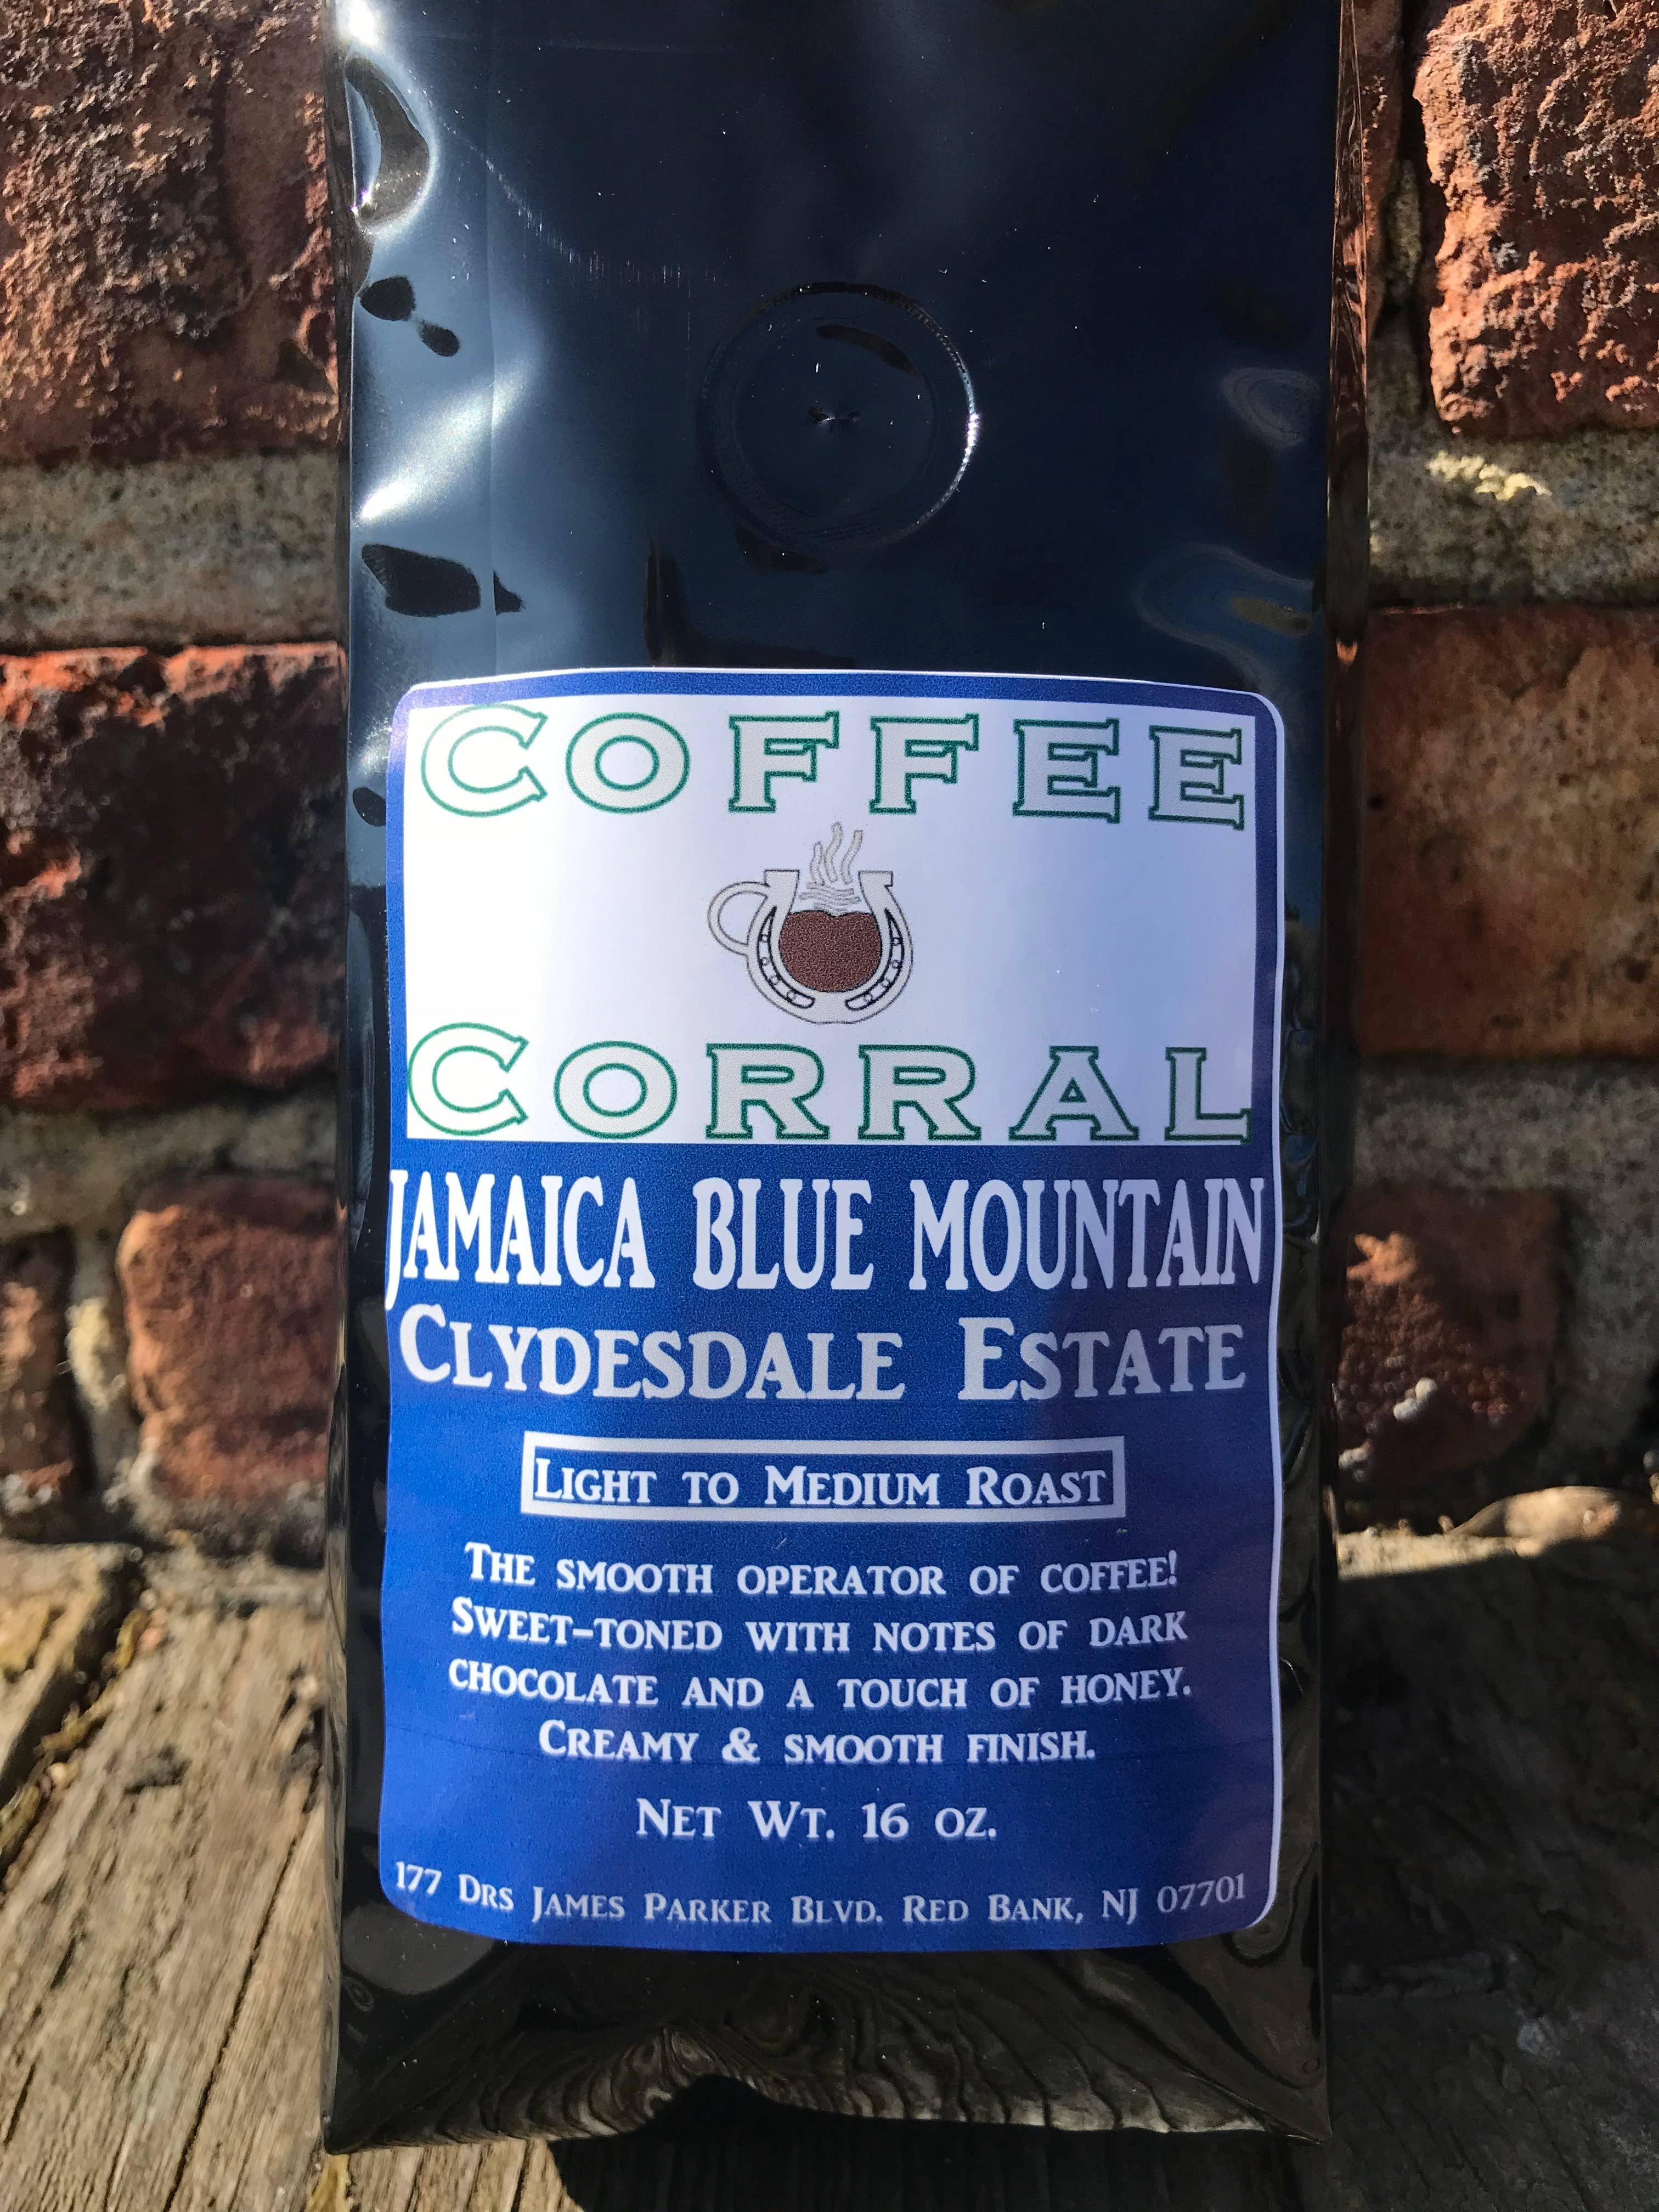 COFFEE
CORRAL
JAMAICA BLUE MOUNTAIN
CLYDESDALE ESTATE
LIGHT TO MEDIUM ROAST
THE SMOOTH OPERATOR OF COFFEE!
SWEET-TONED WITH NOTES OF DARK
CHOCOLATE AND A TOUCH OF HONEY.
CREAMY & SMOOTH FINISH.
NET WT. 16 OZ.
177 DRS JAMES PARKER BLVD. RED BANK, NJ 07701